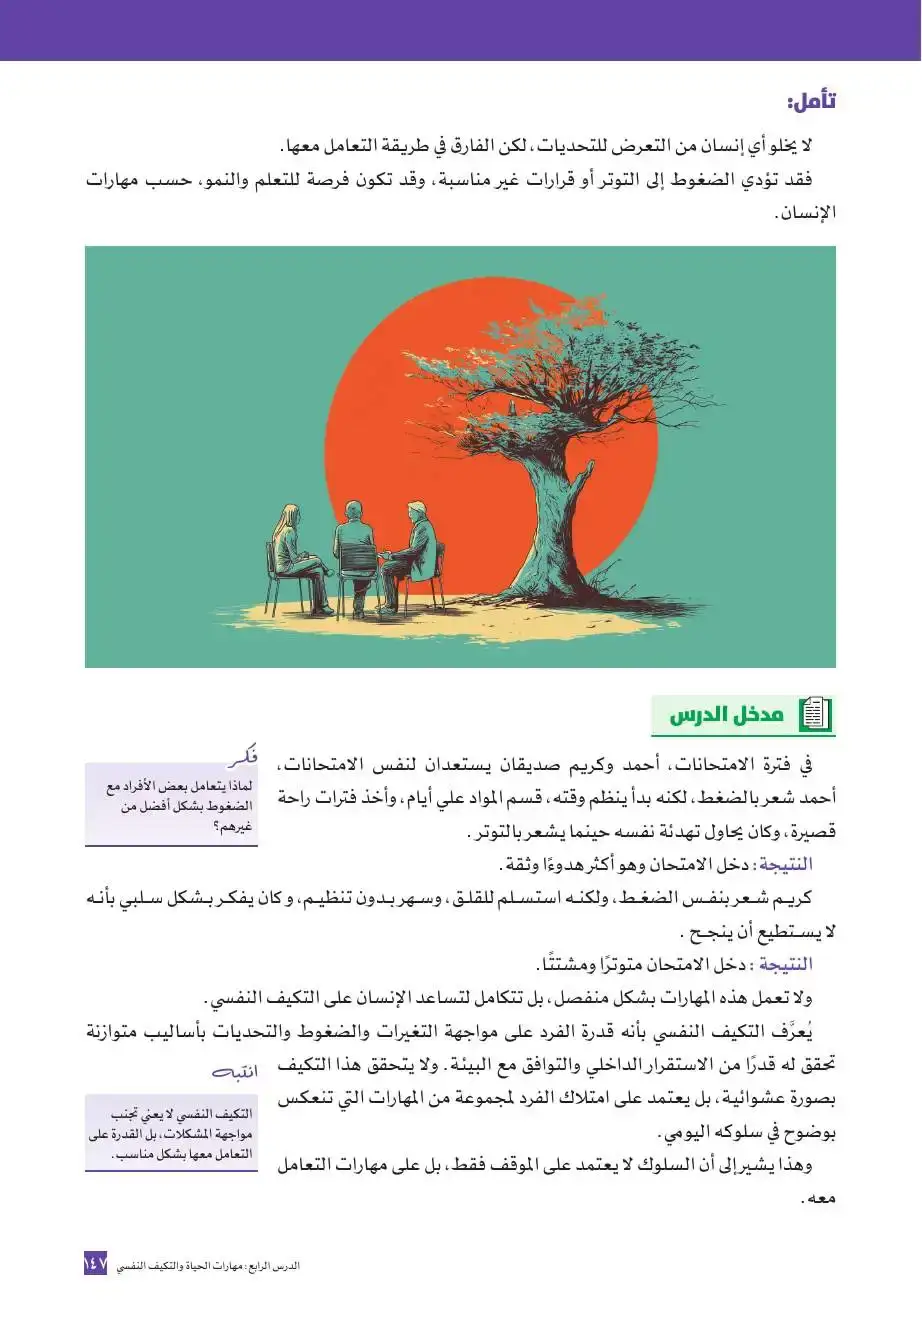 تأمل:
لا يخلو أي إنسان من التعرض للتحديات، لكن الفارق في طريقة التعامل معها.
فقد تؤدي الضغوط إلى التوتر أو قرارات غير مناسبة، وقد تكون فرصة للتعلم والنمو، حسب مهارات
الإنسان.
مدخل الدرس
في فترة الامتحانات، أحمد وكريم صديقان يستعدان لنفس الامتحانات،
أحمد شعر بالضغط، لكنه بدأ ينظم وقته، قسم المواد علي أيام، وأخذ فترات راحة
قصيرة، وكان يحاول تهدئة نفسه حينما يشعر بالتوتر.
فكر
لماذا يتعامل بعض الأفراد مع
الضغوط بشكل أفضل من
غيرهم؟
النتيجة: دخل الامتحان وهو أكثر هدوءًا وثقة.
كريم شعر بنفس الضغط، ولكنه استسلم للقلق، وسهر بدون تنظيم، وكان يفكر بشكل سلبي بأنه
لا يستطيع أن ينجح .
النتيجة : دخل الامتحان متوترًا ومشتتًا.
ولا تعمل هذه المهارات بشكل منفصل، بل تتكامل لتساعد الإنسان على التكيف النفسي.
يُعرَّف التكيف النفسي بأنه قدرة الفرد على مواجهة التغيرات والضغوط والتحديات بأساليب متوازنة
تحقق له قدرًا من الاستقرار الداخلي والتوافق مع البيئة. ولا يتحقق هذا التكيف
بصورة عشوائية، بل يعتمد على امتلاك الفرد لمجموعة من المهارات التي تنعكس
بوضوح في سلوكه اليومي.
انتبه
التكيف النفسي لا يعني تجنب
مواجهة المشكلات، بل القدرة على
التعامل معها بشكل مناسب.
وهذا يشير إلى أن السلوك لا يعتمد على الموقف فقط، بل على مهارات التعامل
معه.
الدرس الرابع: مهارات الحياة والتكيف النفسي
١٤٧